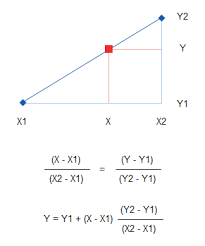 Y2
Y
Y1
X1 X X2
(X - X1) (Y - Y1)
=
(X2 - X1) (Y2 - Y1)
(Y2 - Y1)
Y = Y1 + (X - X1)
(X2 - X1)